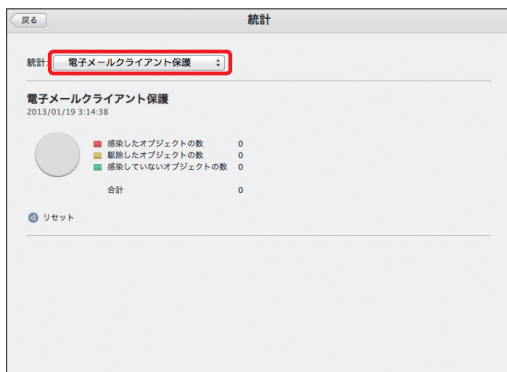 戻る
統計
統計: 電子メールクライアント保護
電子メールクライアント保護
2013/01/19 3:14:38
感染したオブジェクトの数 0
駆除したオブジェクトの数 0
感染していないオブジェクトの数 0
合計 0
リセット